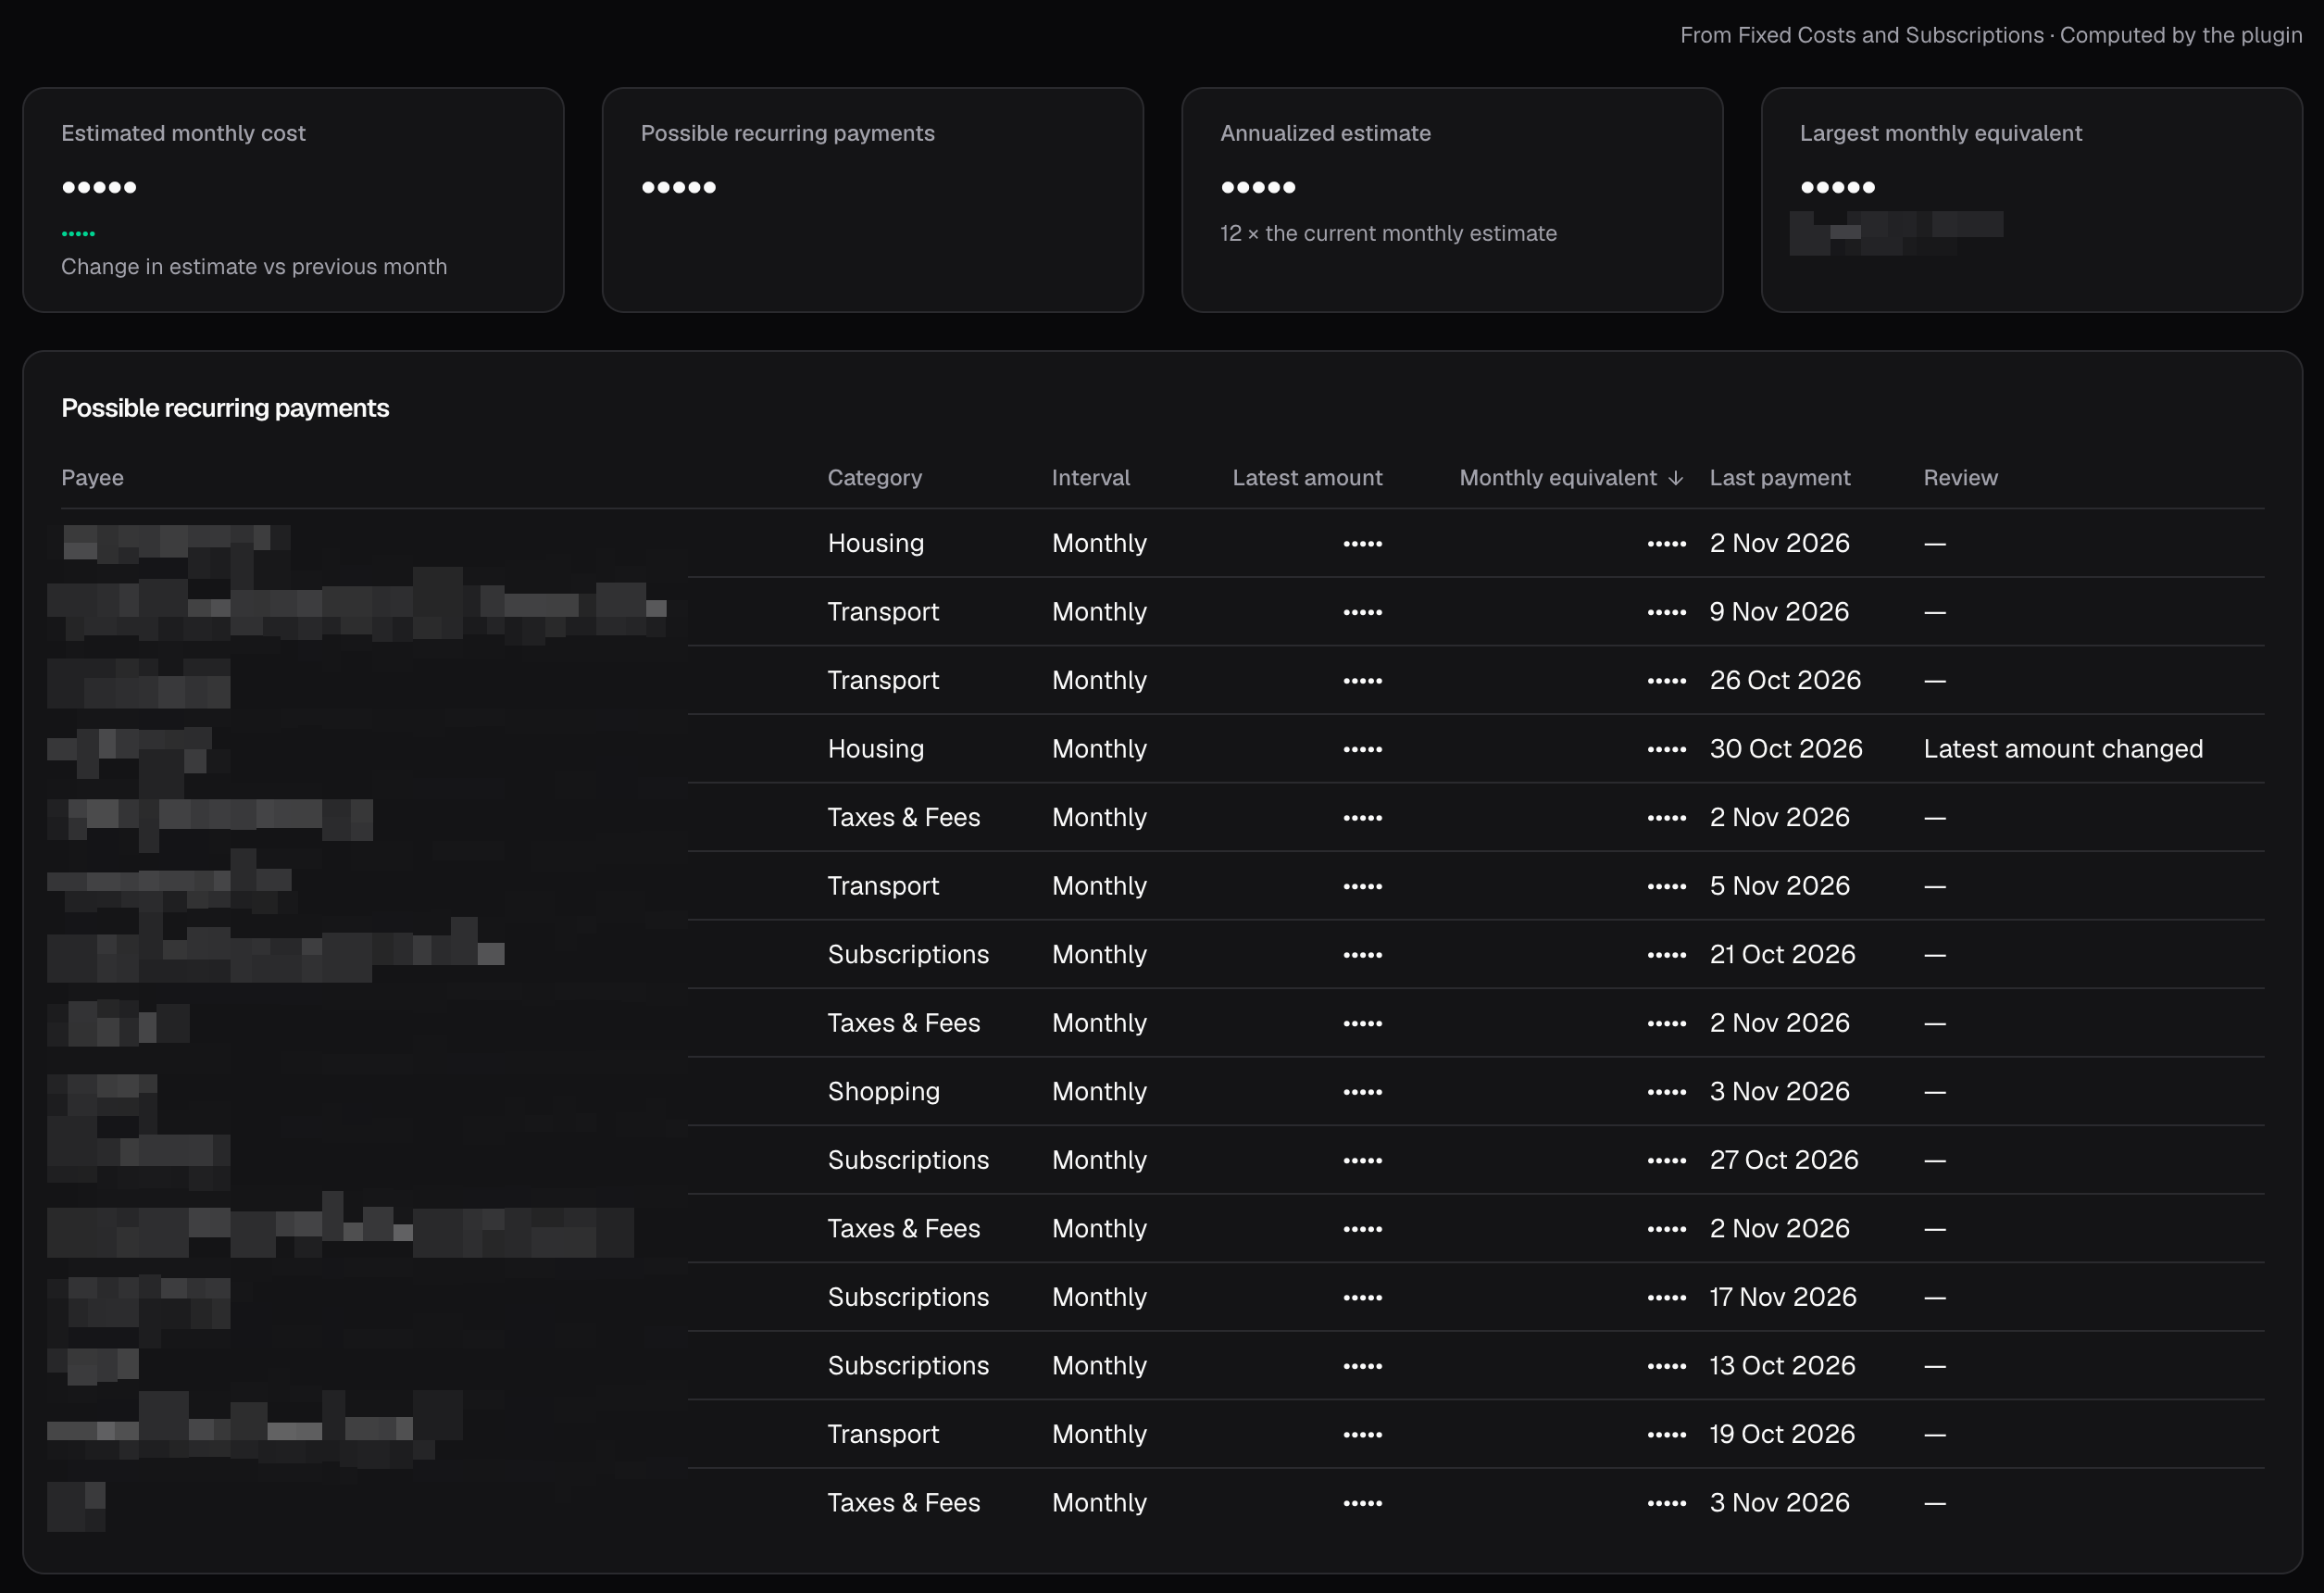 From Fixed Costs and Subscriptions · Computed by the plugin
Estimated monthly cost
•••••
•••••
Change in estimate vs previous month
Possible recurring payments
•••••
Annualized estimate
•••••
12 × the current monthly estimate
Largest monthly equivalent
•••••
Possible recurring payments
Payee Category Interval Latest amount Monthly equivalent ↓ Last payment Review
Housing Monthly ••••• ••••• 2 Nov 2026 —
Transport Monthly ••••• ••••• 9 Nov 2026 —
Transport Monthly ••••• ••••• 26 Oct 2026 —
Housing Monthly ••••• ••••• 30 Oct 2026 Latest amount changed
Taxes & Fees Monthly ••••• ••••• 2 Nov 2026 —
Transport Monthly ••••• ••••• 5 Nov 2026 —
Subscriptions Monthly ••••• ••••• 21 Oct 2026 —
Taxes & Fees Monthly ••••• ••••• 2 Nov 2026 —
Shopping Monthly ••••• ••••• 3 Nov 2026 —
Subscriptions Monthly ••••• ••••• 27 Oct 2026 —
Taxes & Fees Monthly ••••• ••••• 2 Nov 2026 —
Subscriptions Monthly ••••• ••••• 17 Nov 2026 —
Subscriptions Monthly ••••• ••••• 13 Oct 2026 —
Transport Monthly ••••• ••••• 19 Oct 2026 —
Taxes & Fees Monthly ••••• ••••• 3 Nov 2026 —